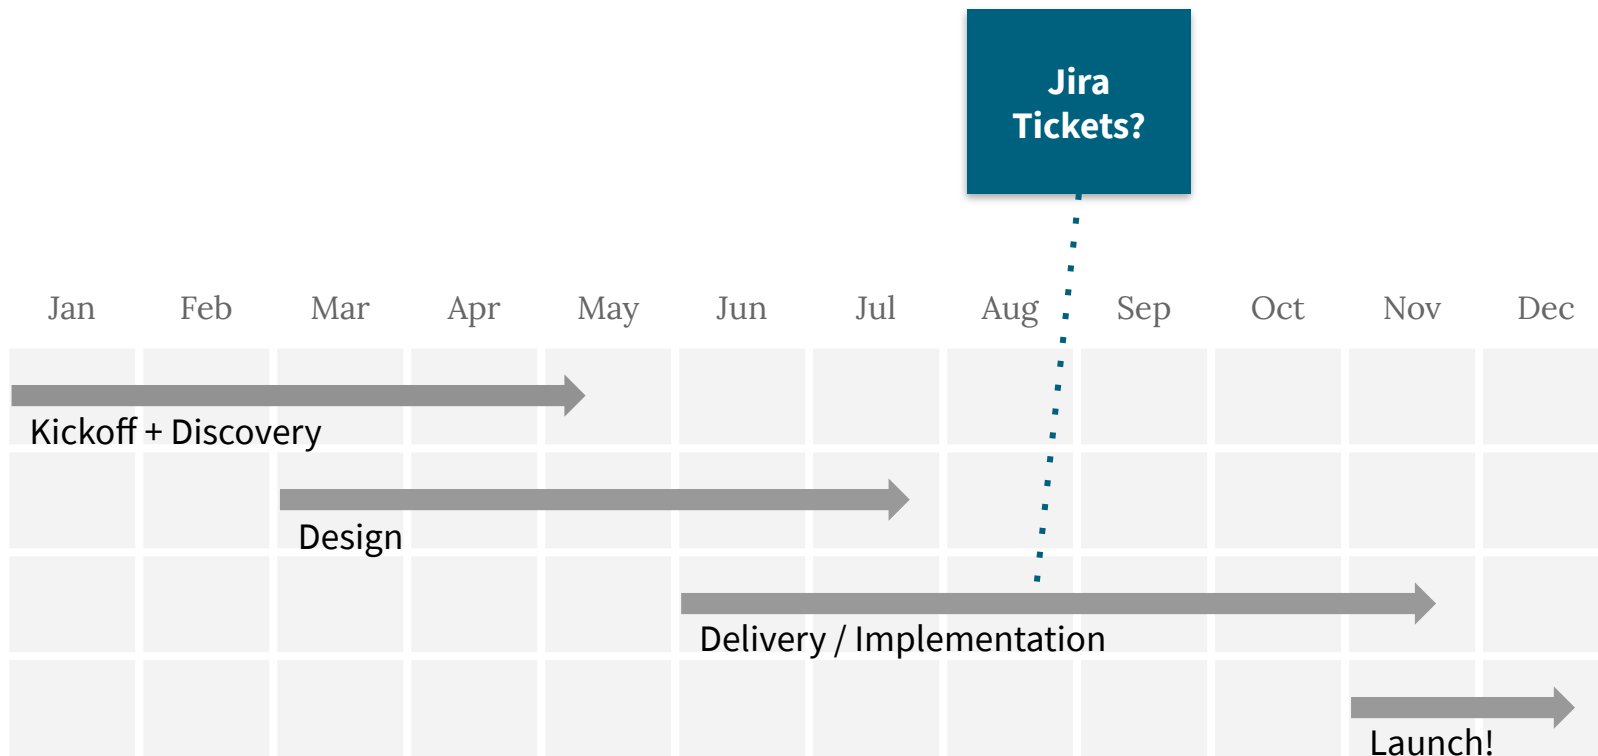 Jira
Tickets?
Jan Feb Mar Apr May Jun Jul Aug Sep Oct Nov Dec
Kickoff + Discovery
Design
Delivery / Implementation
Launch!